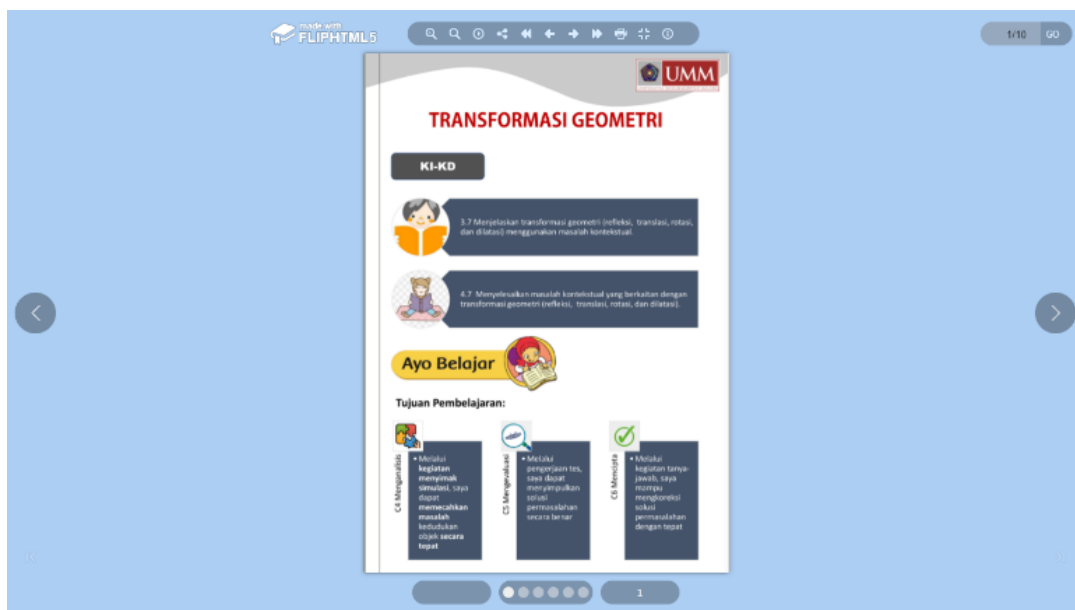 made with
FLIPHTML5
1/10 GO
UMM
TRANSFORMASI GEOMETRI
KI-KD
3.7 Menjelaskan transformasi geometri (refleksi, translasi, rotasi,
dan dilatasi) menggunakan masalah kontekstual.
4.7 Menyelesaikan masalah kontekstual yang berkaitan dengan
transformasi geometri (refleksi, translasi, rotasi, dan dilatasi).
Ayo Belajar
Tujuan Pembelajaran:
C4 Menganalisis
• Melalui
kegiatan
menyimak
simulasi, saya
dapat
memecahkan
masalah
kedudukan
objek secara
tepat
C5 Mengevaluasi
• Melalui
pengerjaan tes,
saya dapat
menyimpulkan
solusi
permasalahan
secara benar
C6 Mencipta
• Melalui
kegiatan tanya-
jawab, saya
mampu
mengkoreksi
solusi
permasalahan
dengan tepat
1